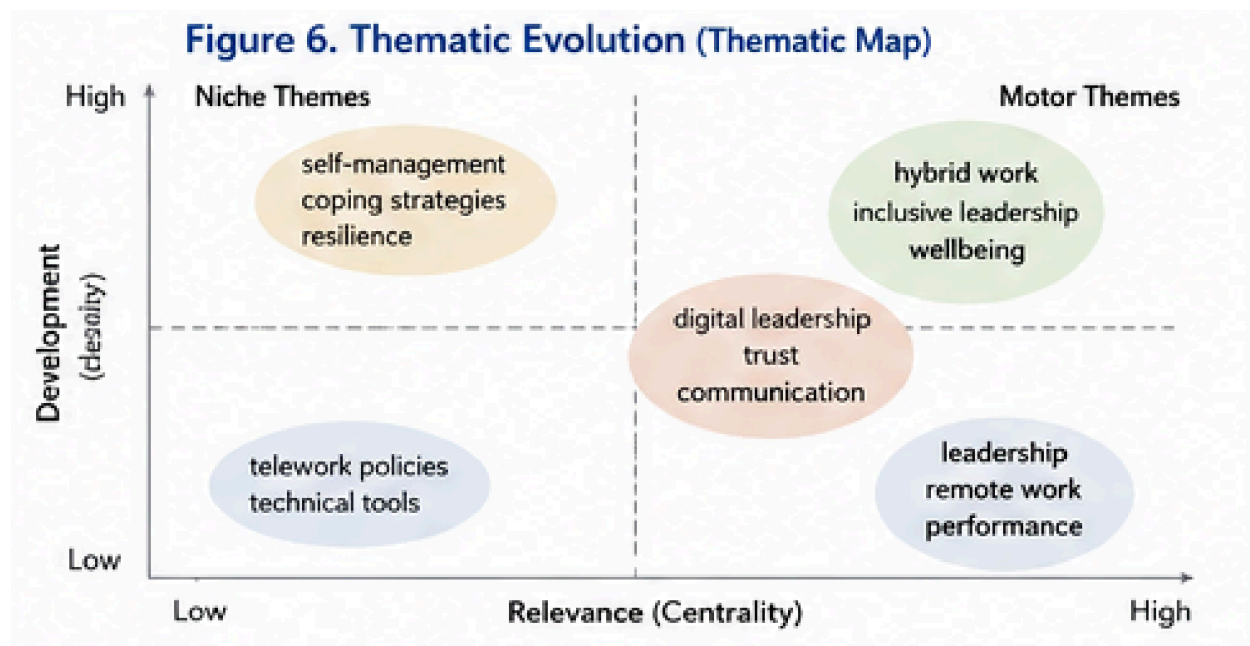 Figure 6. Thematic Evolution (Thematic Map)
High
Niche Themes
Motor Themes
self-management
coping strategies
resilience
hybrid work
inclusive leadership
wellbeing
digital leadership
trust
communication
Development
telework policies
technical tools
leadership
remote work
performance
Low
Low
Relevance (Centrality)
High